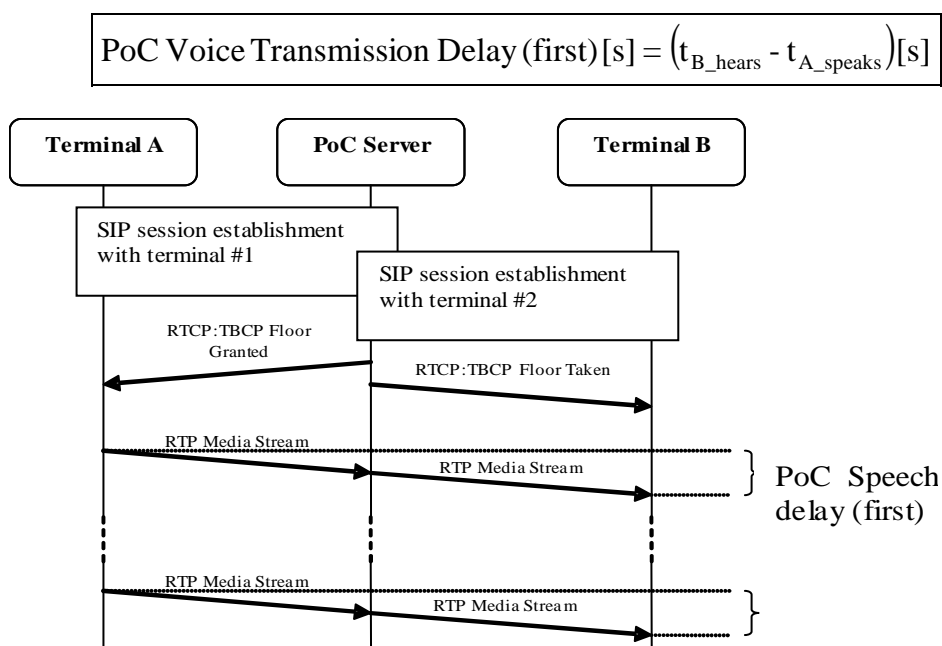 PoC Voice Transmission Delay (first) [s] = (t_B_hears - t_A_speaks)[s]
Terminal A
PoC Server
Terminal B
SIP session establishment
with terminal #1
SIP session establishment
with terminal #2
RTCP:TBCP Floor
Granted
RTCP:TBCP Floor Taken
RTP Media Stream
RTP Media Stream
PoC Speech
delay (first)
RTP Media Stream
RTP Media Stream